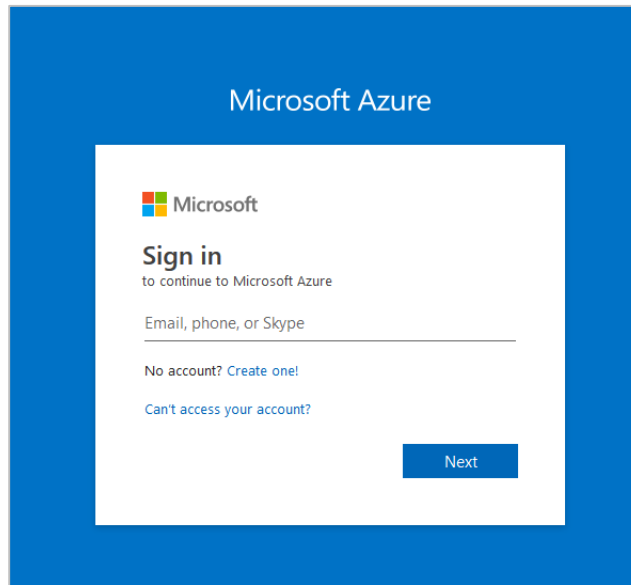 Microsoft Azure
Microsoft
Sign in
to continue to Microsoft Azure
Email, phone, or Skype
No account? Create one!
Can't access your account?
Next